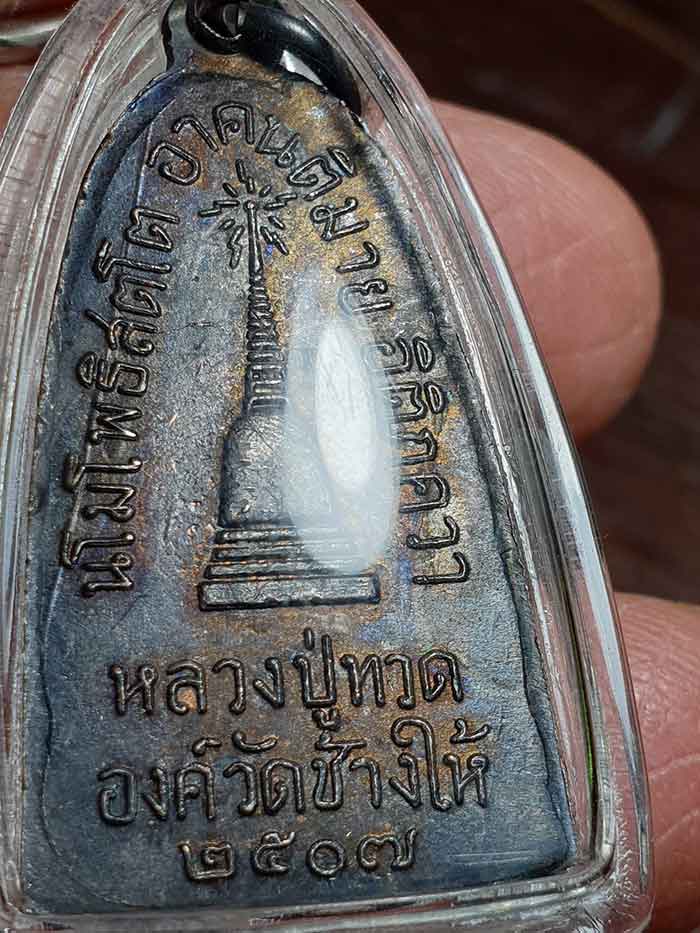 นโมโพธิสตโต อาคนติมาย อิติภควา
หลวงปู่ทวด
องค์วัดช้างให้
๒๕๐๗